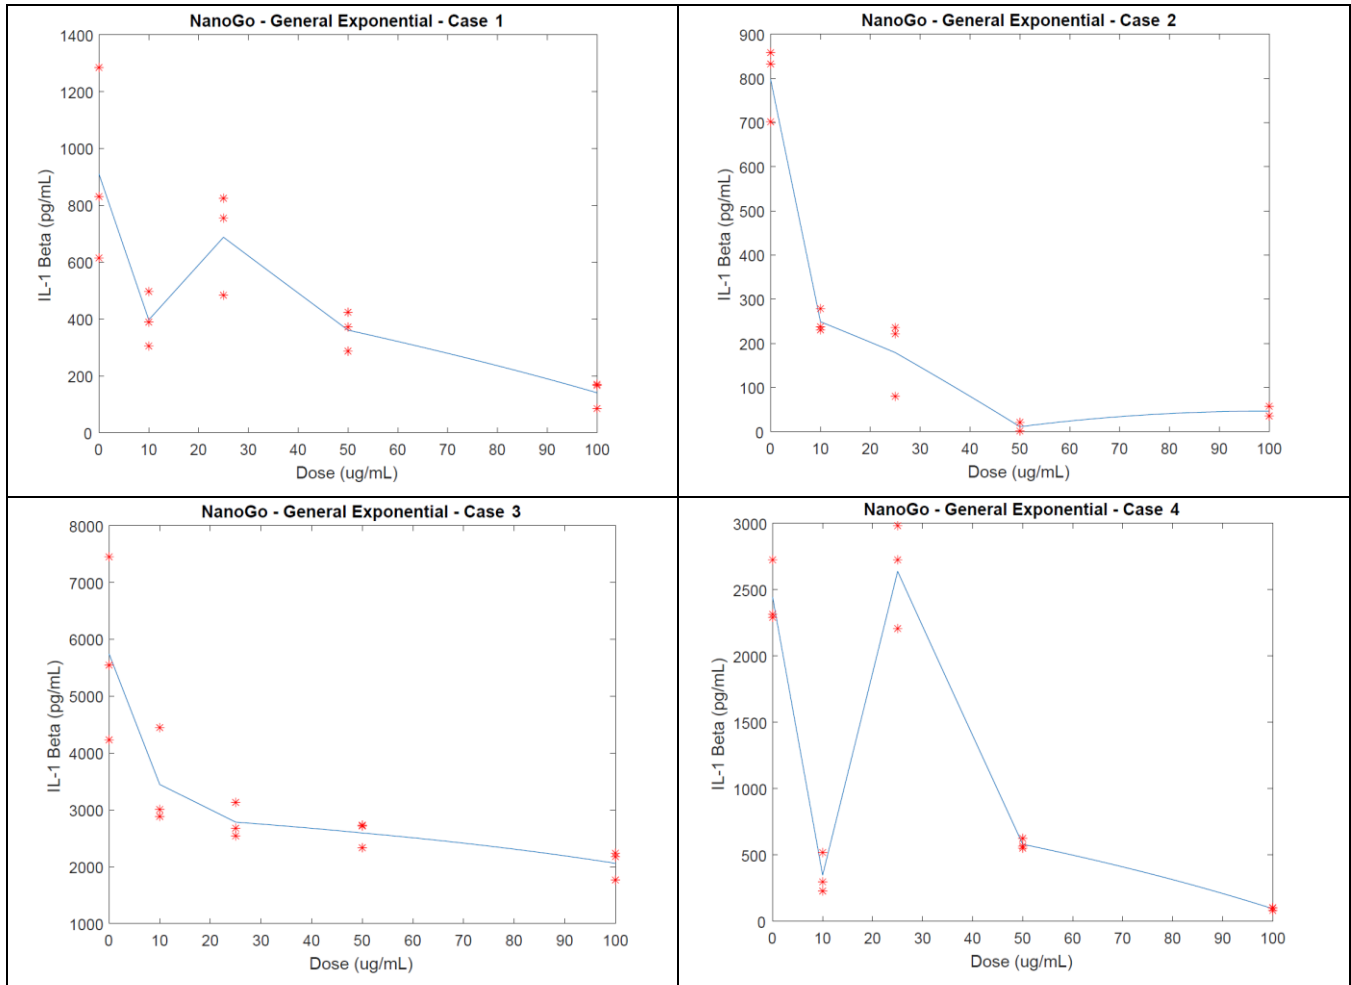 NanoGo - General Exponential - Case 1
1400
1200
1000
800
600
400
200
0
IL-1 Beta (pg/mL)
0 10 20 30 40 50 60 70 80 90 100
Dose (ug/mL)
NanoGo - General Exponential - Case 2
900
800
700
600
500
400
300
200
100
0
IL-1 Beta (pg/mL)
0 10 20 30 40 50 60 70 80 90 100
Dose (ug/mL)
NanoGo - General Exponential - Case 3
8000
7000
6000
5000
4000
3000
2000
1000
IL-1 Beta (pg/mL)
0 10 20 30 40 50 60 70 80 90 100
Dose (ug/mL)
NanoGo - General Exponential - Case 4
3000
2500
2000
1500
1000
500
0
IL-1 Beta (pg/mL)
0 10 20 30 40 50 60 70 80 90 100
Dose (ug/mL)